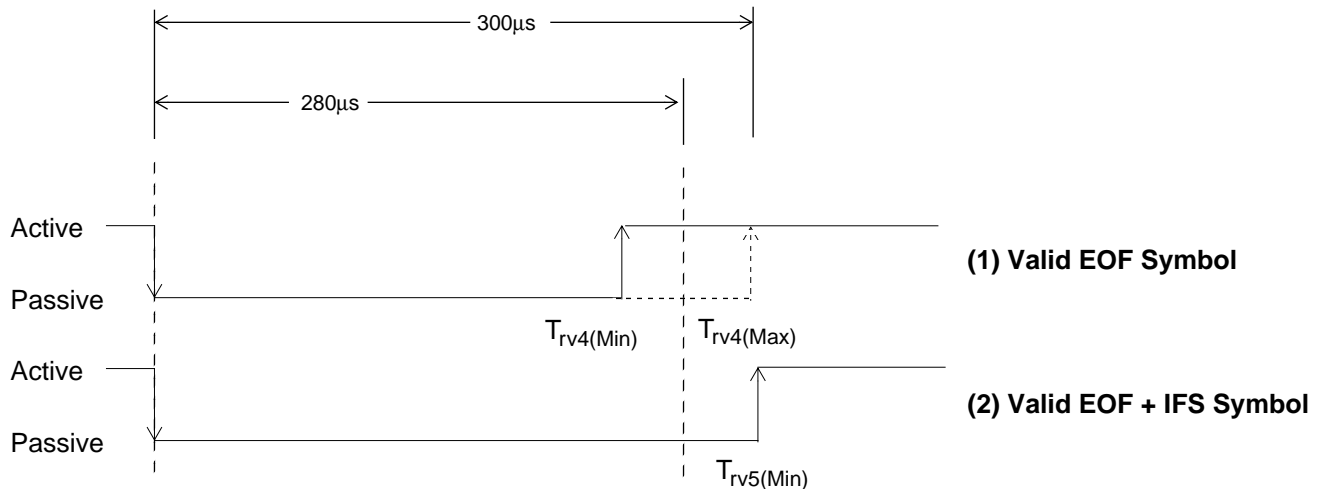 300μs
280μs
Active
(1) Valid EOF Symbol
Passive
Trv4(Min) Trv4(Max)
Active
(2) Valid EOF + IFS Symbol
Passive
Trv5(Min)